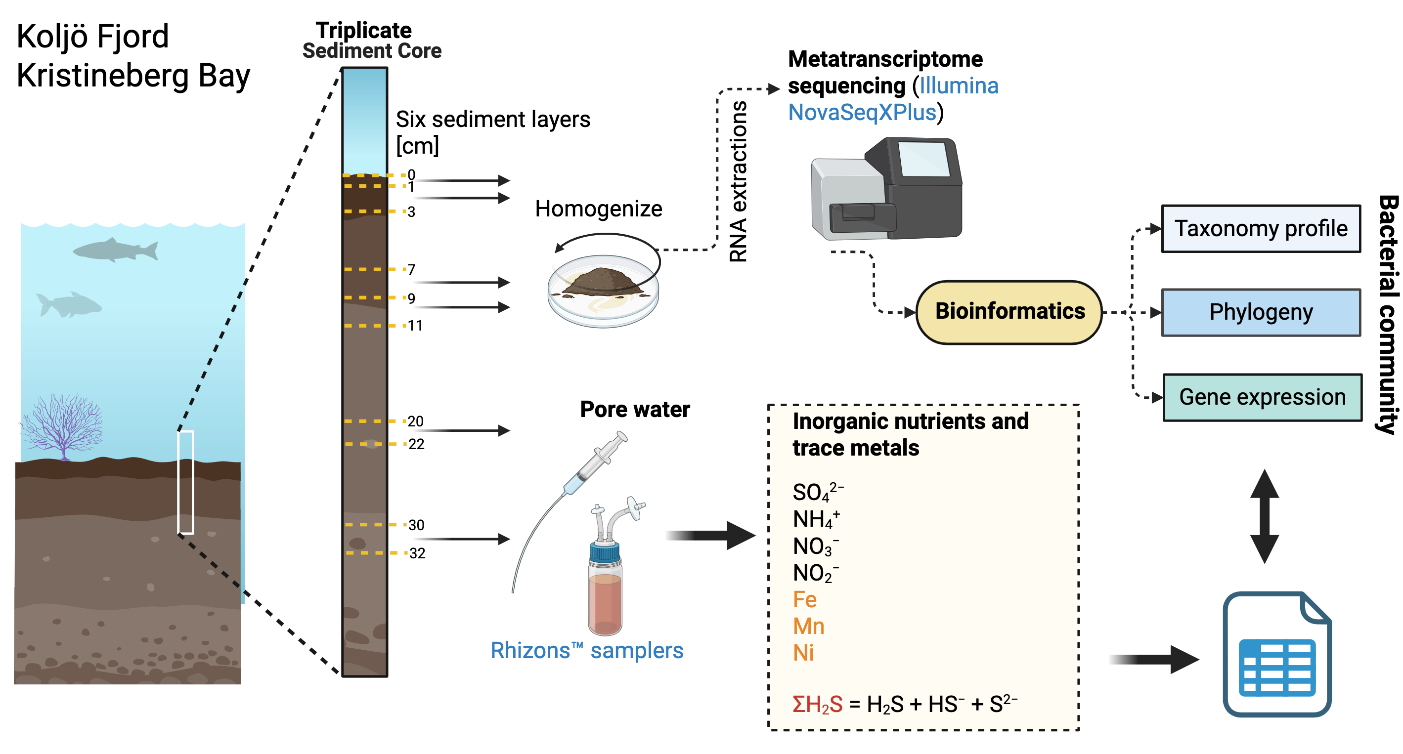 Koljö Fjord
Kristineberg Bay
Triplicate
Sediment Core
Six sediment layers
[cm]
0
1
3
7
9
11
20
22
30
32
Homogenize
RNA extractions
Metatranscriptome
sequencing (Illumina
NovaSeqXPlus)
Bioinformatics
Taxonomy profile
Phylogeny
Gene expression
Bacterial community
Pore water
Rhizons™ samplers
Inorganic nutrients and
trace metals
SO₄²⁻
NH₄⁺
NO₃⁻
NO₂⁻
Fe
Mn
Ni
ΣH₂S = H₂S + HS⁻ + S²⁻